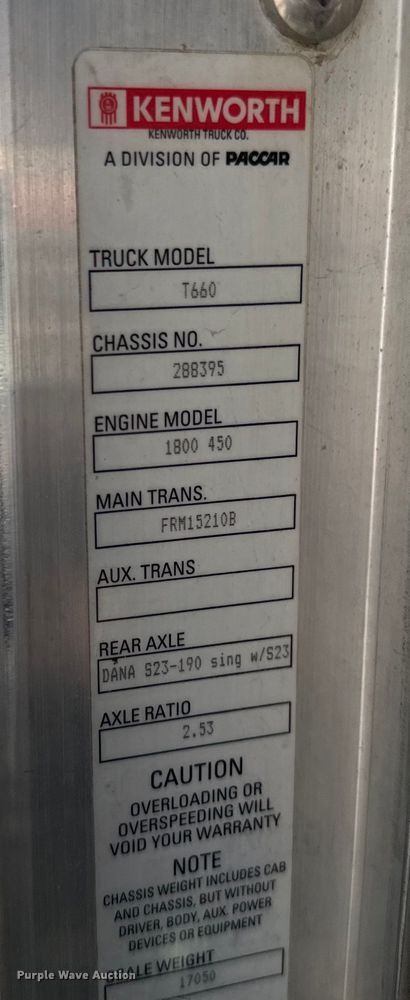 KENWORTH
KENWORTH TRUCK CO.
A DIVISION OF PACCAR
TRUCK MODEL
T660
CHASSIS NO.
288395
ENGINE MODEL
1800 450
MAIN TRANS.
FRM15210B
AUX. TRANS
REAR AXLE
DANA S23-190 sing w/S23
AXLE RATIO
2.53
CAUTION
OVERLOADING OR
OVERSPEEDING WILL
VOID YOUR WARRANTY
NOTE
CHASSIS WEIGHT INCLUDES CAB
AND CHASSIS, BUT WITHOUT
DRIVER, BODY, AUX. POWER
DEVICES OR EQUIPMENT
WEIGHT
17050
Purple Wave Auction